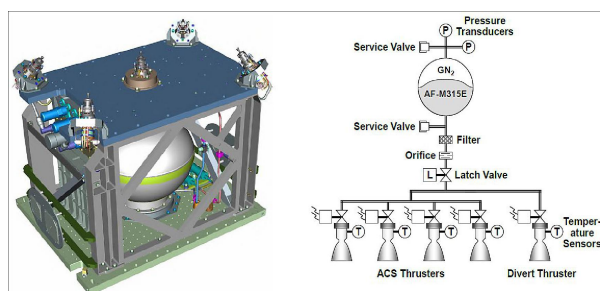 P
Pressure
Transducers
Service Valve
P
GN2
AF-M315E
Service Valve
Filter
Orifice
L
Latch Valve
T
T
T
T
T
Temper-
ature
Sensors
ACS Thrusters
Divert Thruster